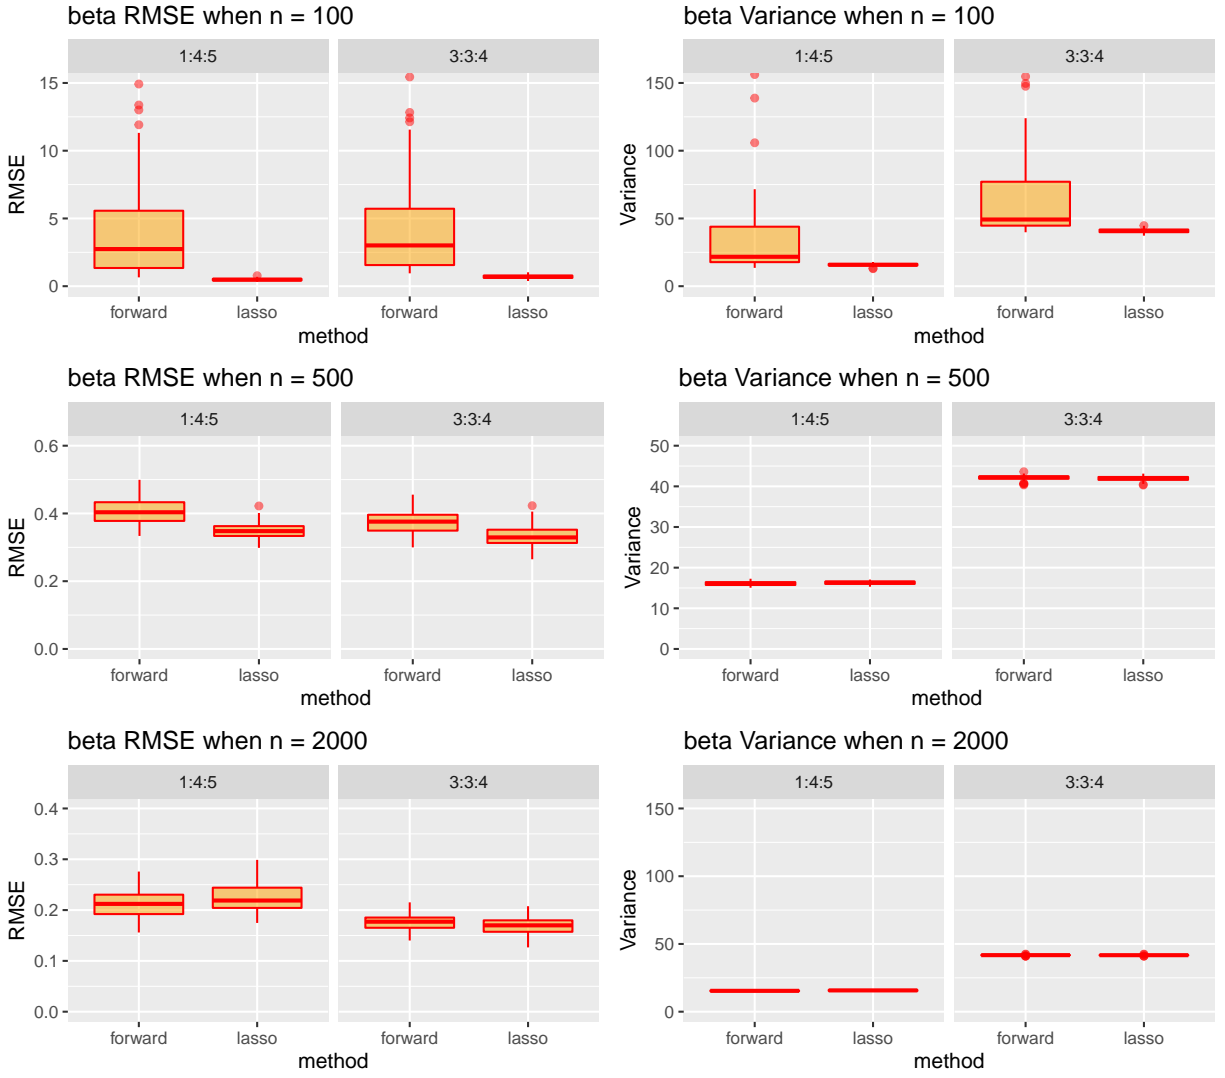 beta RMSE when n = 100
1:4:5
3:3:4
15
10
5
0
RMSE
forward
lasso
forward
lasso
method
beta Variance when n = 100
1:4:5
3:3:4
150
100
50
0
Variance
forward
lasso
forward
lasso
method
beta RMSE when n = 500
1:4:5
3:3:4
0.6
0.4
0.2
0.0
RMSE
forward
lasso
forward
lasso
method
beta Variance when n = 500
1:4:5
3:3:4
50
40
30
20
10
0
Variance
forward
lasso
forward
lasso
method
beta RMSE when n = 2000
1:4:5
3:3:4
0.4
0.3
0.2
0.1
0.0
RMSE
forward
lasso
forward
lasso
method
beta Variance when n = 2000
1:4:5
3:3:4
150
100
50
0
Variance
forward
lasso
forward
lasso
method